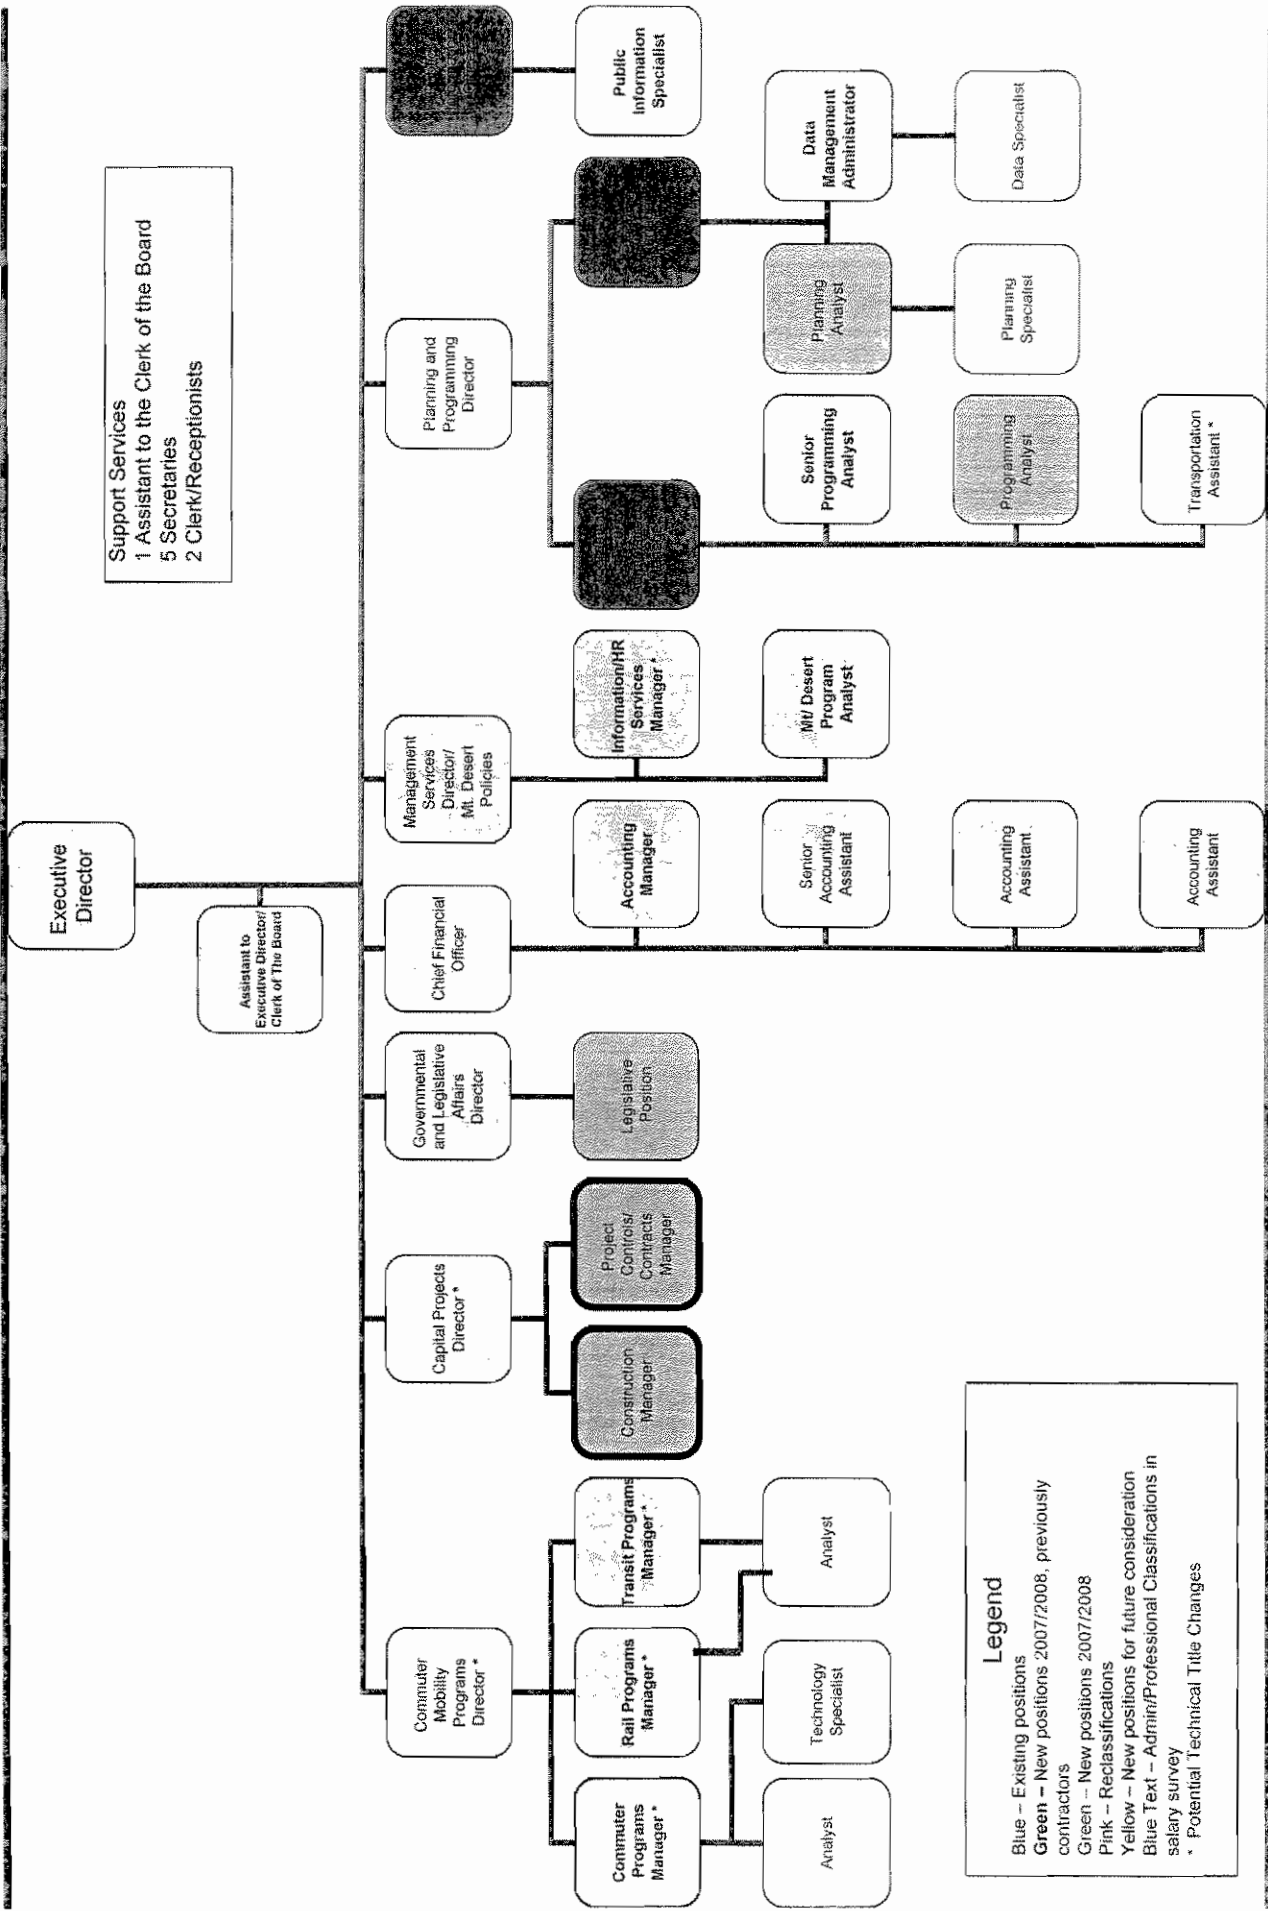 Executive
Director
Support Services
1 Assistant to the Clerk of the Board
5 Secretaries
2 Clerk/Receptionists
Assistant to
Executive Director/
Clerk of The Board
Commuter
Mobility
Programs
Director *
Capital Projects
Director *
Governmental
and Legislative
Affairs
Director
Chief Financial
Officer
Management
Services
Director/
Mt. Desert
Policies
Planning and
Programming
Director
Commuter
Programs
Manager *
Rail Programs
Manager *
Transit Programs
Manager *
Construction
Manager
Project
Controls/
Contracts
Manager
Legislative
Position
Accounting
Manager
Information/HR
Services
Manager *
Public
Information
Specialist
Analyst
Technology
Specialist
Analyst
Senior
Accounting
Assistant
Mt/ Desert
Program
Analyst
Senior
Programming
Analyst
Planning
Analyst
Data
Management
Administrator
Accounting
Assistant
Programming
Analyst
Planning
Specialist
Data Specialist
Accounting
Assistant
Transportation
Assistant *
Legend
Blue – Existing positions
Green – New positions 2007/2008, previously
contractors
Green – New positions 2007/2008
Pink – Reclassifications
Yellow – New positions for future consideration
Blue Text – Admin/Professional Classifications in
salary survey
* Potential Technical Title Changes